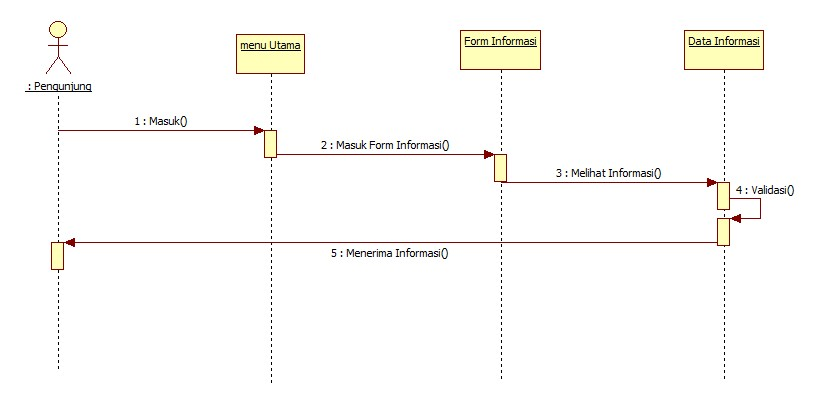 : Pengunjung
menu Utama
Form Informasi
Data Informasi
1 : Masuk()
2 : Masuk Form Informasi()
3 : Melihat Informasi()
4 : Validasi()
5 : Menerima Informasi()